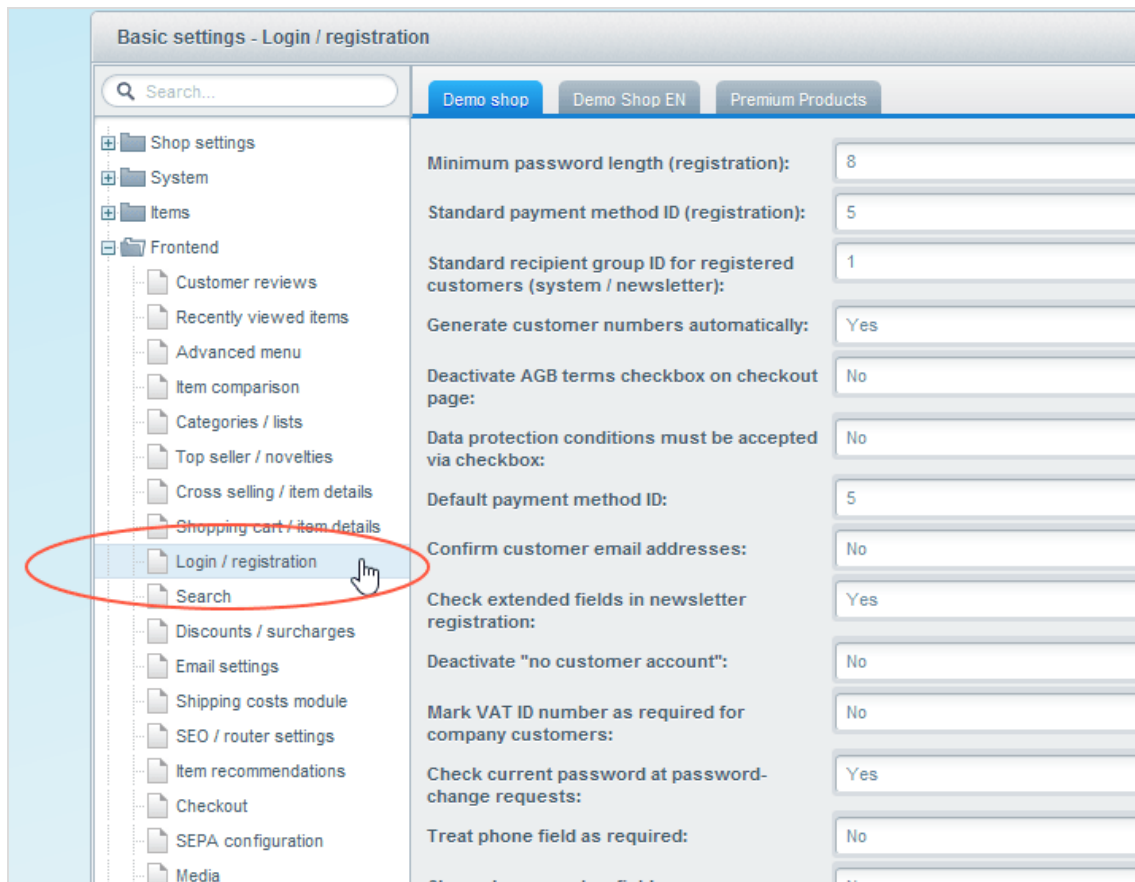 Basic settings - Login / registration
Search...
Shop settings
System
Items
Frontend
Customer reviews
Recently viewed items
Advanced menu
Item comparison
Categories / lists
Top seller / novelties
Cross selling / item details
Shopping cart / item details
Login / registration
Search
Discounts / surcharges
Email settings
Shipping costs module
SEO / router settings
Item recommendations
Checkout
SEPA configuration
Media
Demo shop
Demo Shop EN
Premium Products
Minimum password length (registration):
8
Standard payment method ID (registration):
5
Standard recipient group ID for registered
customers (system / newsletter):
1
Generate customer numbers automatically:
Yes
Deactivate AGB terms checkbox on checkout
page:
No
Data protection conditions must be accepted
via checkbox:
No
Default payment method ID:
5
Confirm customer email addresses:
No
Check extended fields in newsletter
registration:
Yes
Deactivate "no customer account":
No
Mark VAT ID number as required for
company customers:
No
Check current password at password-
change requests:
Yes
Treat phone field as required:
No